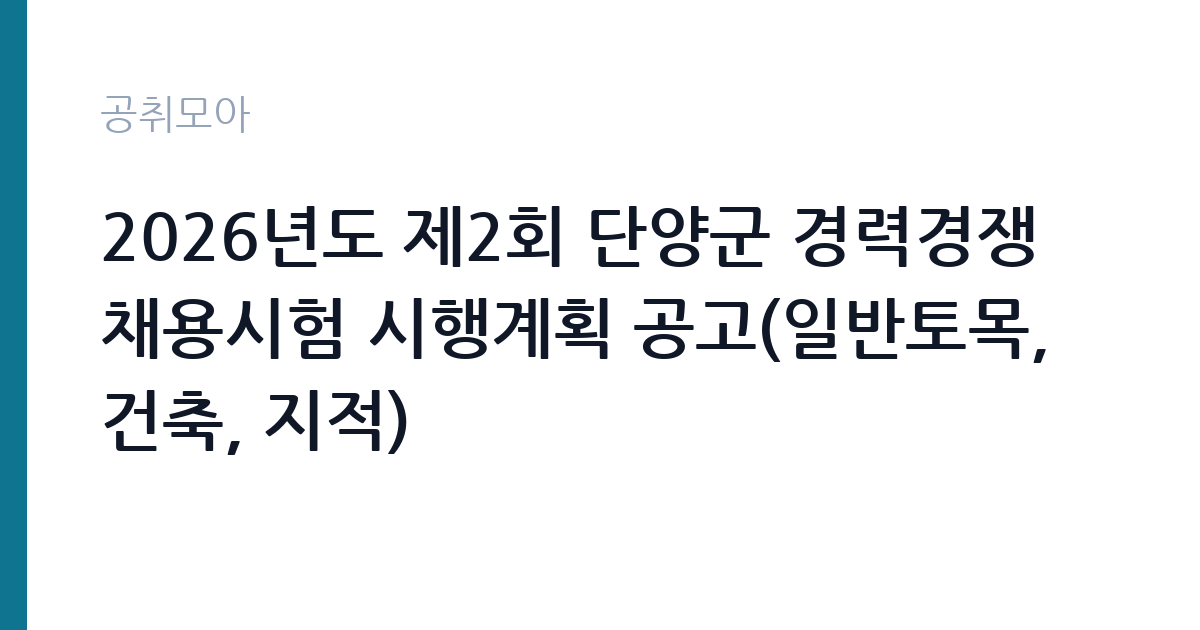 공취모아
2026년도 제2회 단양군 경력경쟁
채용시험 시행계획 공고(일반토목,
건축, 지적)